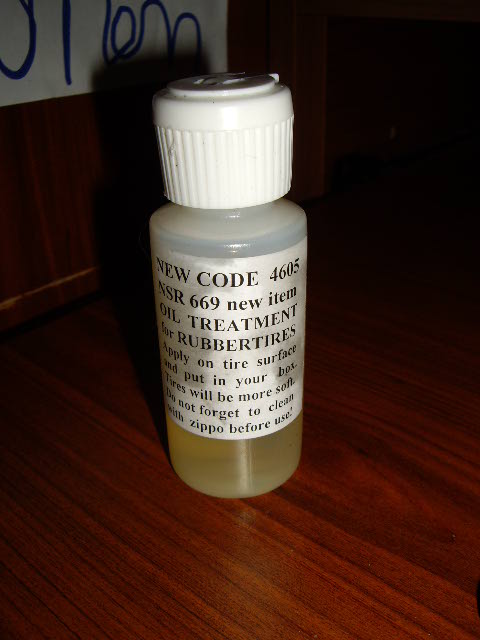 NEW CODE 4605
NSR 669 new item
OIL TREATMENT
for RUBBERTIRES
Apply on tire surface
and put in your box.
Tires will be more soft.
Do not forget to clean
with zippo before use!